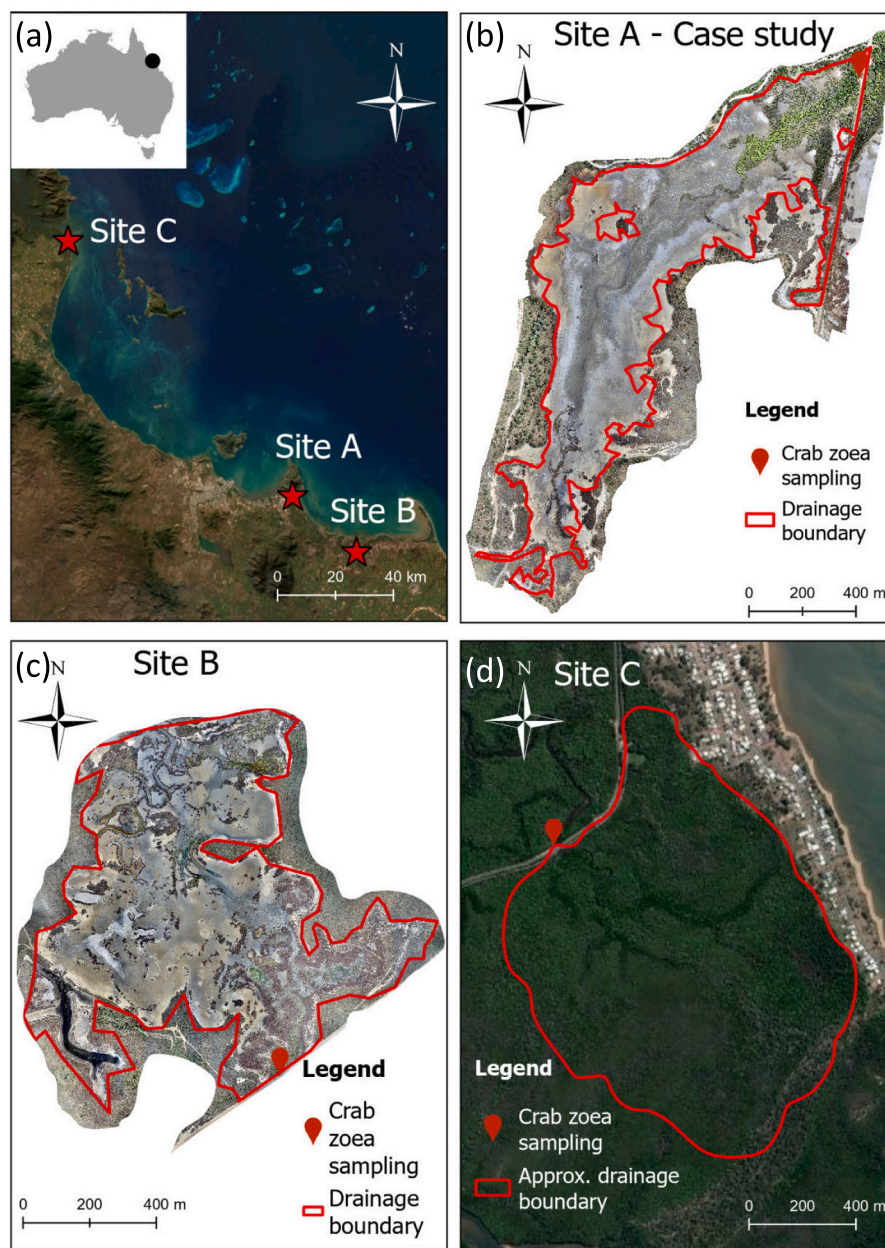 (a)
N
Site C
Site A
Site B
0 20 40 km
(b)
Site A - Case study
N
Legend
Crab zoea
sampling
Drainage
boundary
0 200 400 m
(c)
Site B
N
Legend
Crab
zoea
sampling
Drainage
boundary
0 200 400 m
(d)
Site C
N
Legend
Crab zoea
sampling
Approx. drainage
boundary
0 200 400 m